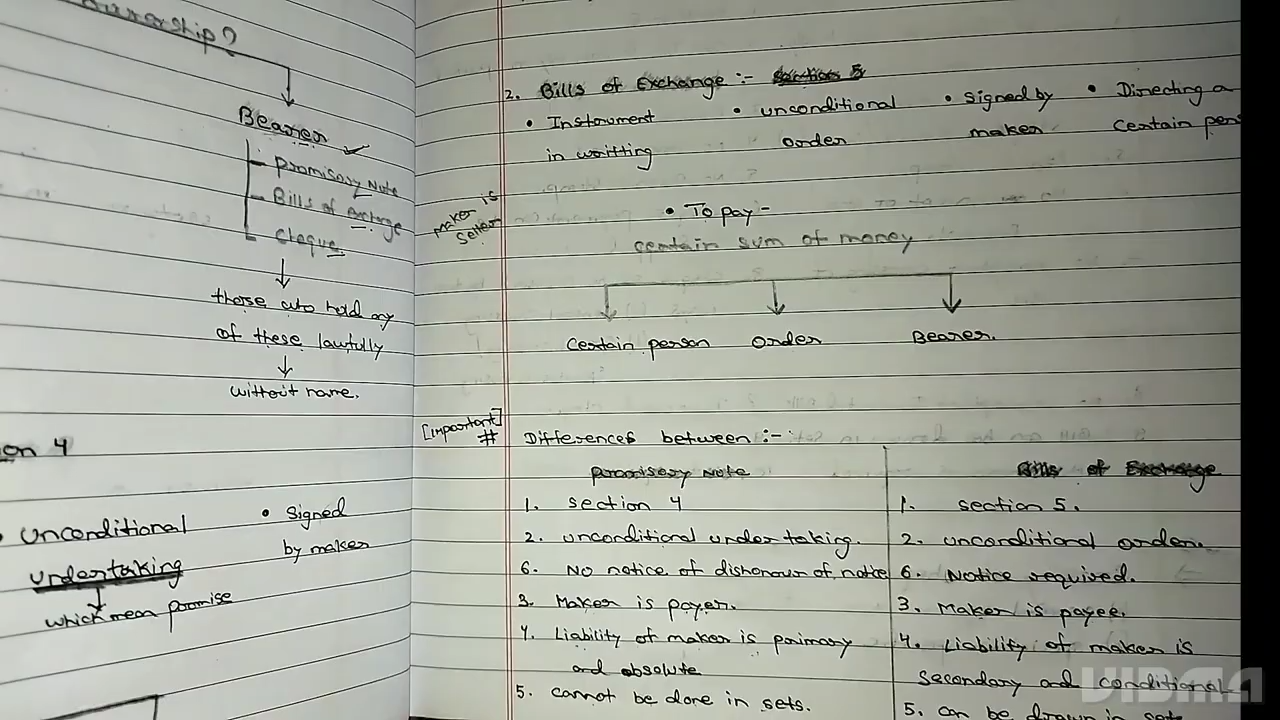 ownership?
Bearer
- Promisory Note
- Bills of Exchange
- cheque
those who hold any
of these lawfully
without name.
on 4
• unconditional
undertaking
which mean promise
• Signed
by maker
2. Bills of Exchange :- Section 5
• Instrument
in writting
• unconditional
order
• Signed by
maker
• Directing a
Certain pers
maker is
seller
• To pay -
certain sum of money
Certain person
order
Bearer.
[important]
# Differences between :-
promisery Note
1. section 4
2. unconditional under taking.
6. No notice of dishonour of notice
3. Maker is payer.
4. Liability of maker is primary
and absolute
5. cannot be done in sets.
Bills of Exchange
1. section 5.
2. unconditional order.
6. Notice required.
3. Maker is payee.
4. Liability of maker is
Secondary and conditional
5. can be drawn in sets
VIDMA